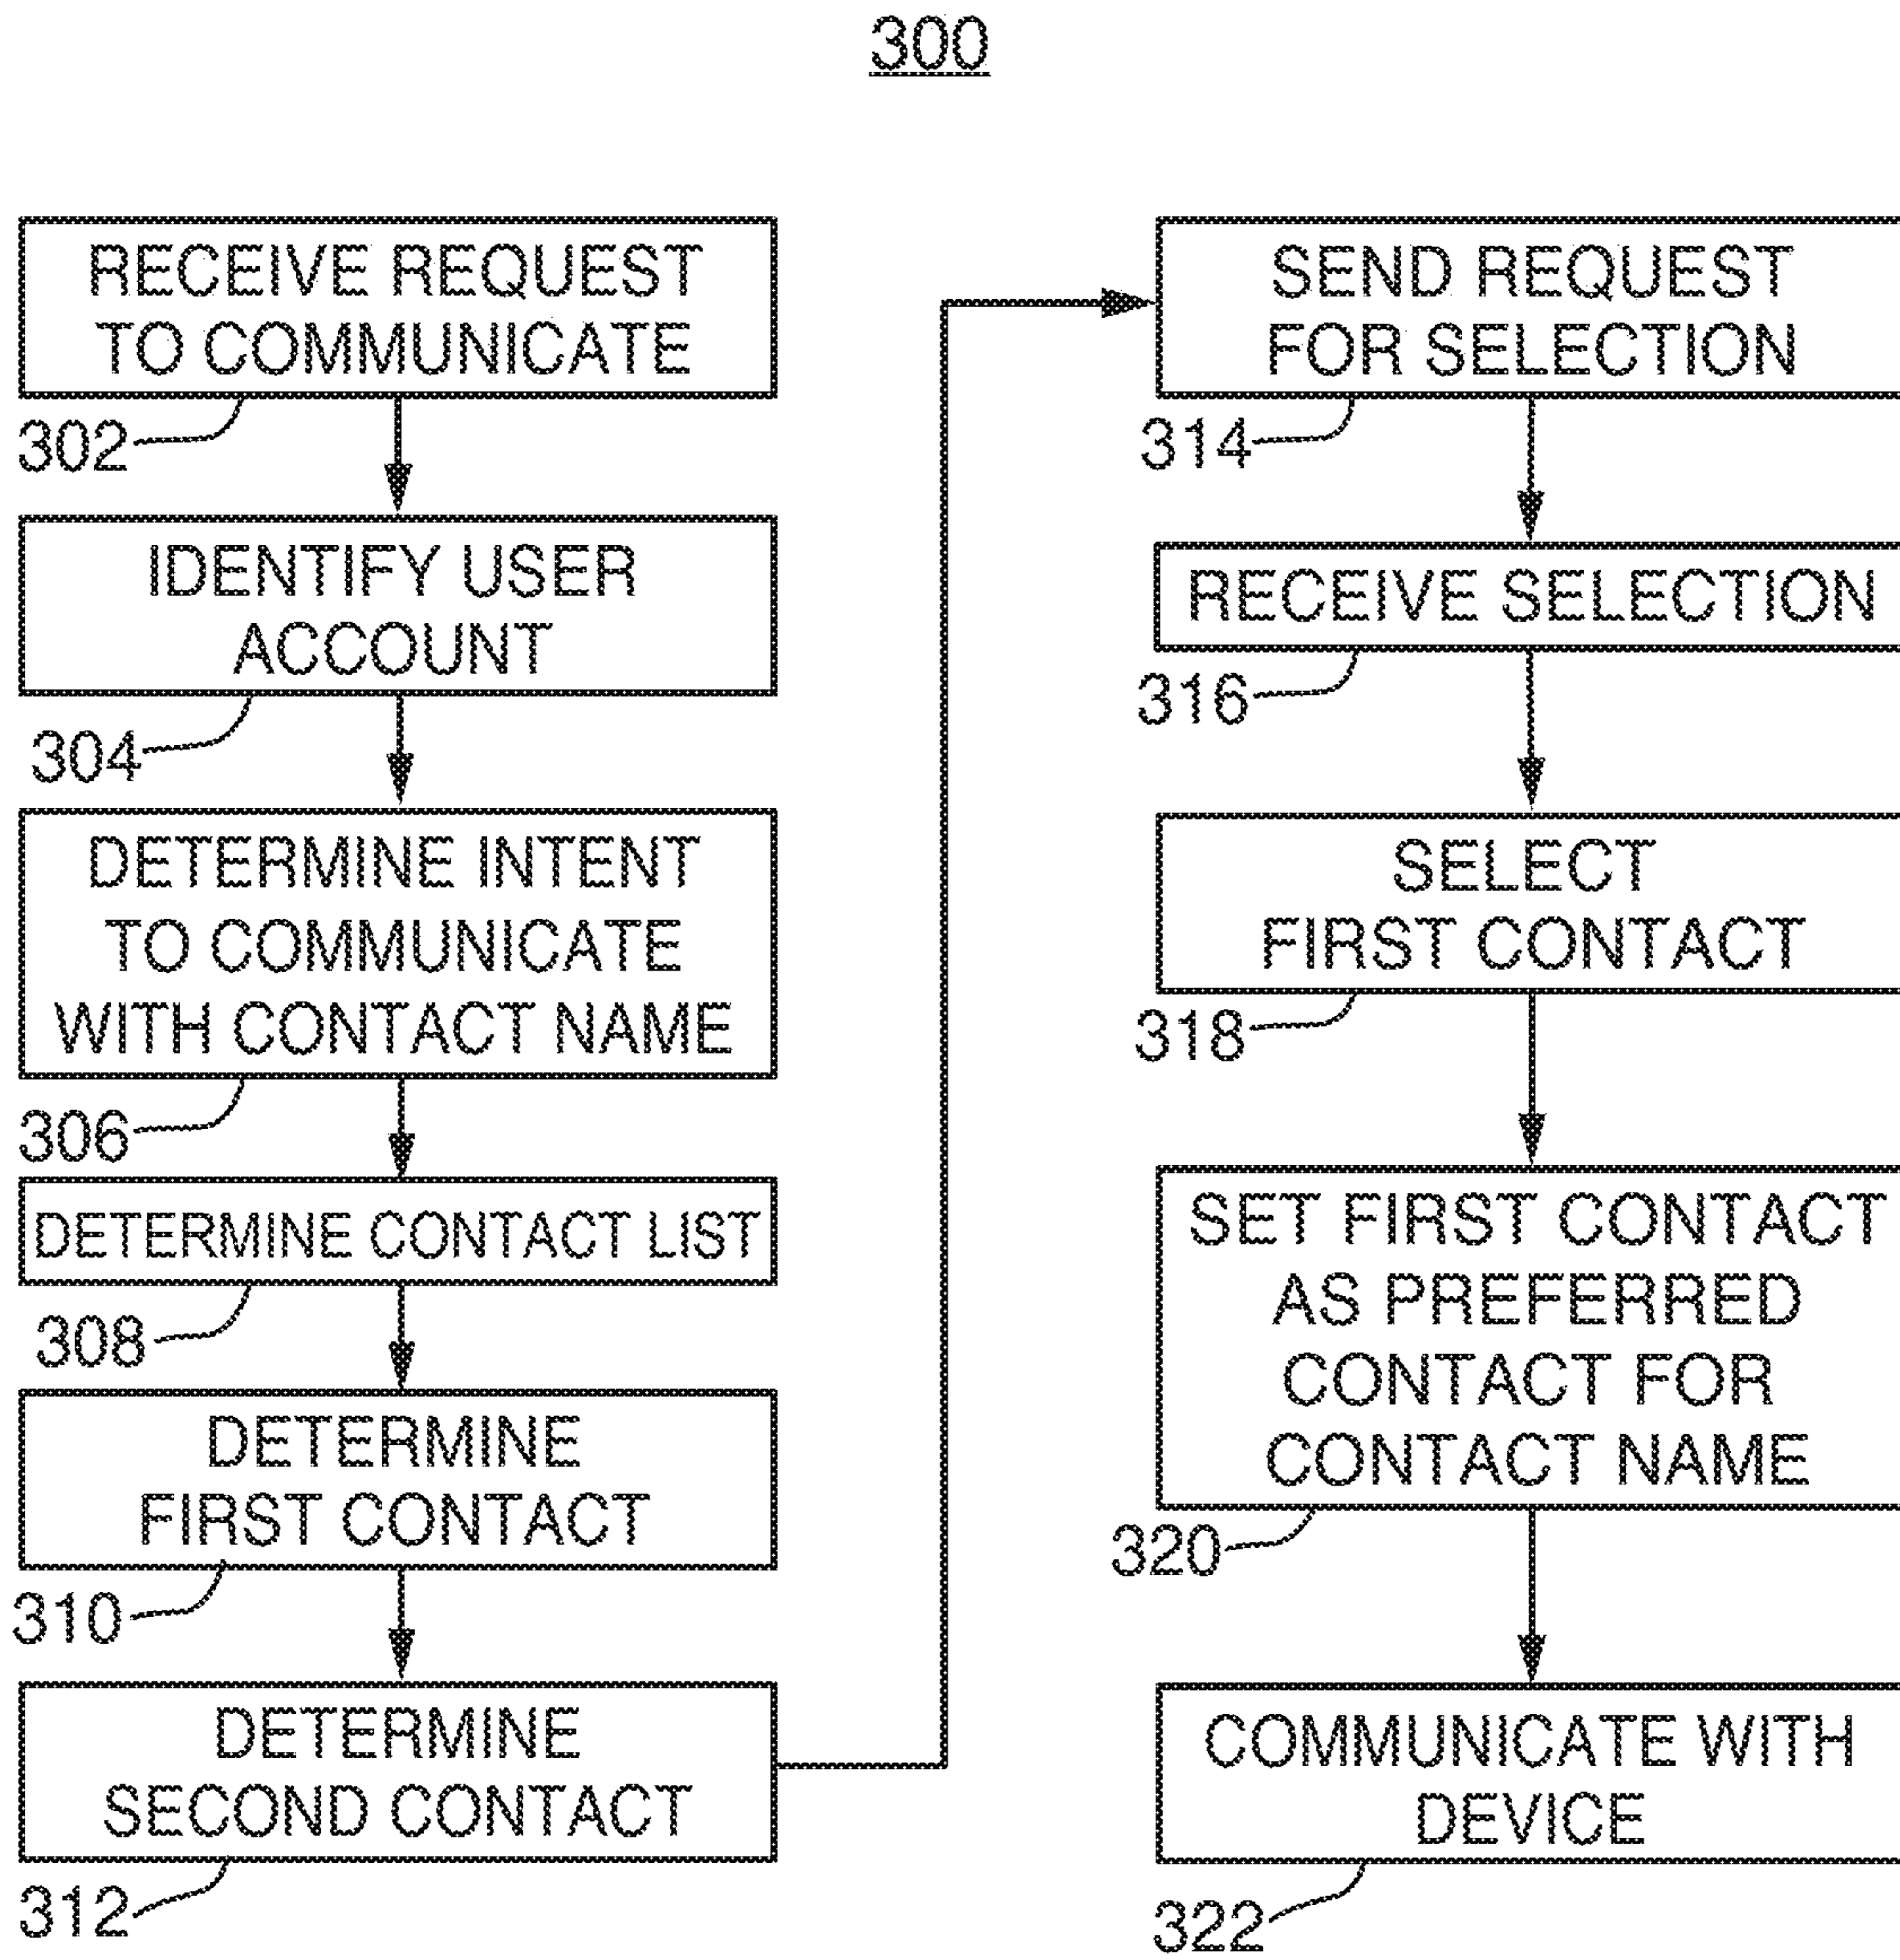 300
RECEIVE REQUEST
TO COMMUNICATE
302
IDENTIFY USER
ACCOUNT
304
DETERMINE INTENT
TO COMMUNICATE
WITH CONTACT NAME
306
DETERMINE CONTACT LIST
308
DETERMINE
FIRST CONTACT
310
DETERMINE
SECOND CONTACT
312
SEND REQUEST
FOR SELECTION
314
RECEIVE SELECTION
316
SELECT
FIRST CONTACT
318
SET FIRST CONTACT
AS PREFERRED
CONTACT FOR
CONTACT NAME
320
COMMUNICATE WITH
DEVICE
322